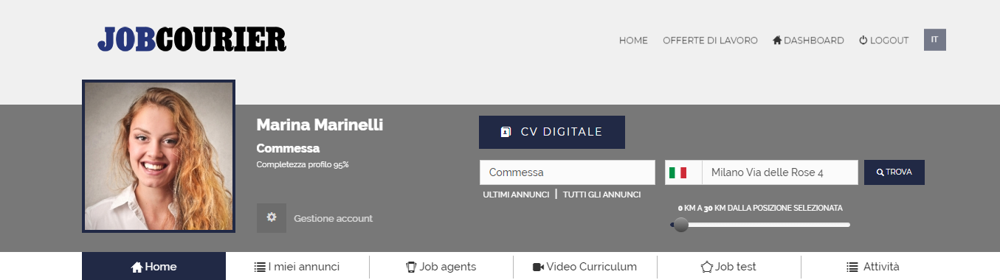 JOBCOURIER
HOME OFFERTE DI LAVORO DASHBOARD LOGOUT IT
Marina Marinelli
Commessa
Completezza profilo 95%
Gestione account
CV DIGITALE
Commessa Milano Via delle Rose 4 TROVA
ULTIMI ANNUNCI | TUTTI GLI ANNUNCI
0 KM A 30 KM DALLA POSIZIONE SELEZIONATA
Home I miei annunci Job agents Video Curriculum Job test Attività